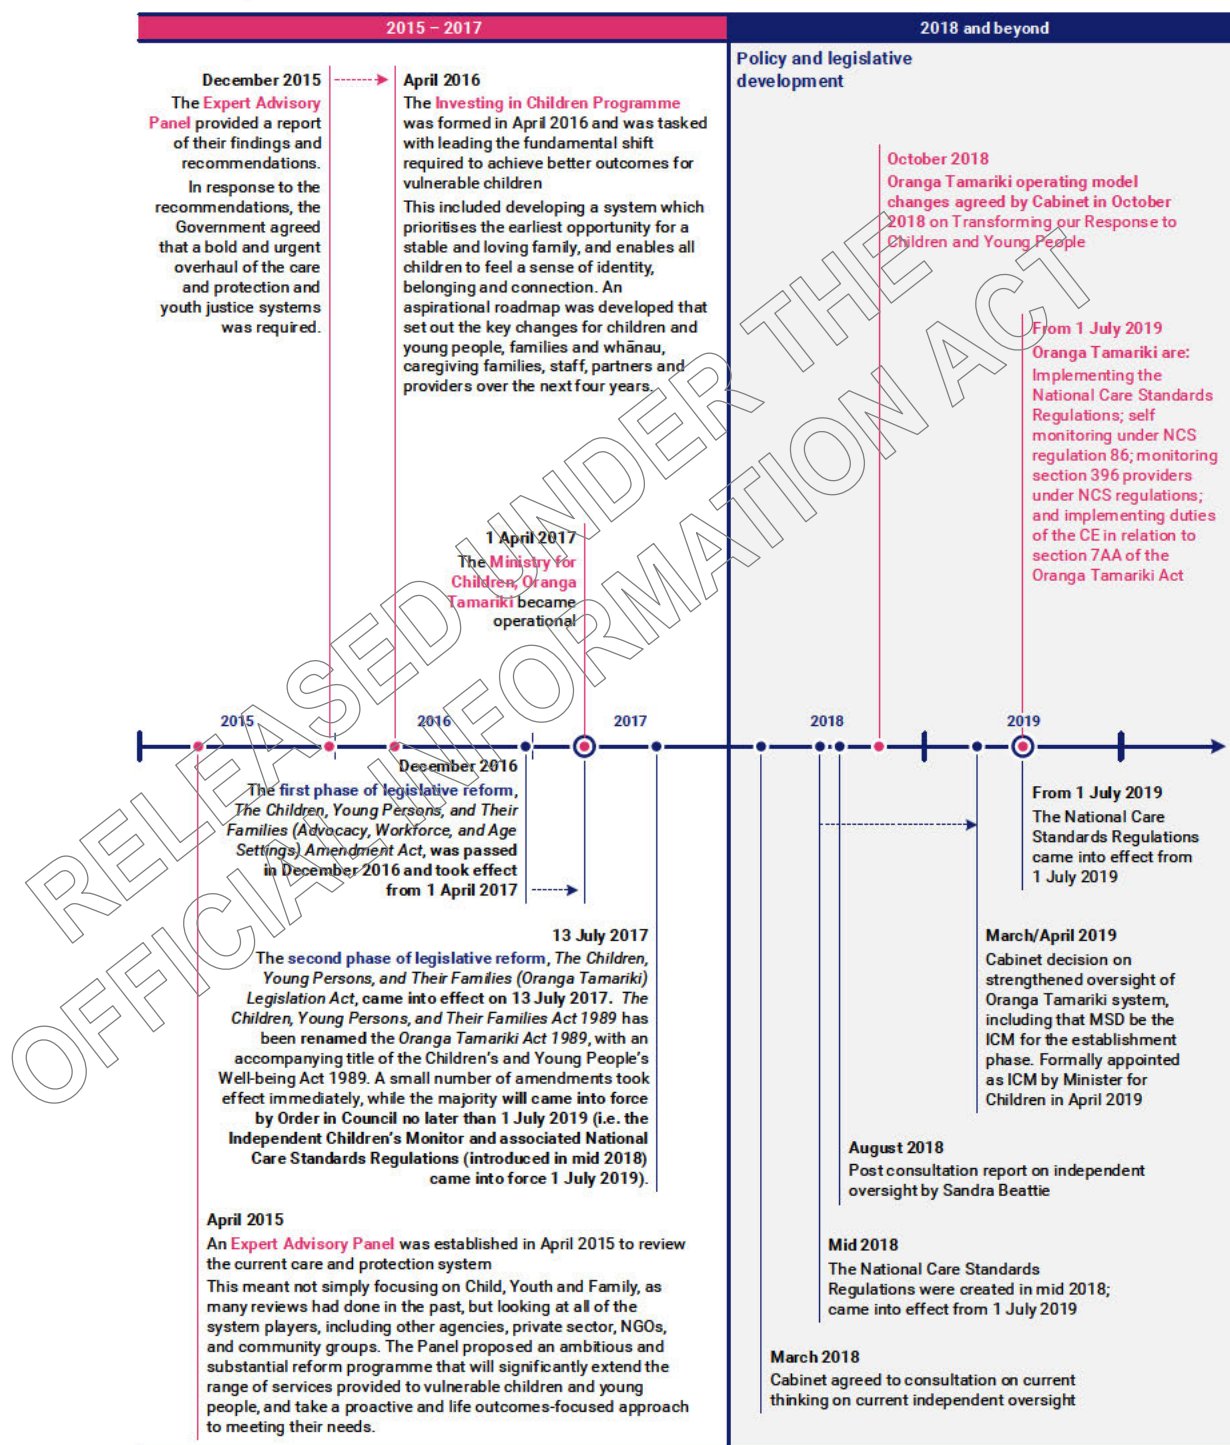 2015 – 2017
2018 and beyond
Policy and legislative
development
December 2015
The Expert Advisory
Panel provided a report
of their findings and
recommendations.
In response to the
recommendations, the
Government agreed
that a bold and urgent
overhaul of the care
and protection and
youth justice systems
was required.
April 2016
The Investing in Children Programme
was formed in April 2016 and was tasked
with leading the fundamental shift
required to achieve better outcomes for
vulnerable children
This included developing a system which
prioritises the earliest opportunity for a
stable and loving family, and enables all
children to feel a sense of identity,
belonging and connection. An
aspirational roadmap was developed that
set out the key changes for children and
young people, families and whānau,
caregiving families, staff, partners and
providers over the next four years.
October 2018
Oranga Tamariki operating model
changes agreed by Cabinet in October
2018 on Transforming our Response to
Children and Young People
From 1 July 2019
Oranga Tamariki are:
Implementing the
National Care Standards
Regulations; self
monitoring under NCS
regulation 86; monitoring
section 396 providers
under NCS regulations;
and implementing duties
of the CE in relation to
section 7AA of the
Oranga Tamariki Act
1 April 2017
The Ministry for
Children, Oranga
Tamariki became
operational
RELEASED UNDER THE
OFFICIAL INFORMATION ACT
2015
2016
2017
2018
2019
December 2016
The first phase of legislative reform,
The Children, Young Persons, and Their
Families (Advocacy, Workforce, and Age
Settings) Amendment Act, was passed
in December 2016 and took effect
from 1 April 2017
13 July 2017
The second phase of legislative reform, The Children,
Young Persons, and Their Families (Oranga Tamariki)
Legislation Act, came into effect on 13 July 2017. The
Children, Young Persons, and Their Families Act 1989 has
been renamed the Oranga Tamariki Act 1989, with an
accompanying title of the Children's and Young People's
Well-being Act 1989. A small number of amendments took
effect immediately, while the majority will came into force
by Order in Council no later than 1 July 2019 (i.e. the
Independent Children's Monitor and associated National
Care Standards Regulations (introduced in mid 2018)
came into force 1 July 2019).
April 2015
An Expert Advisory Panel was established in April 2015 to review
the current care and protection system
This meant not simply focusing on Child, Youth and Family, as
many reviews had done in the past, but looking at all of the
system players, including other agencies, private sector, NGOs,
and community groups. The Panel proposed an ambitious and
substantial reform programme that will significantly extend the
range of services provided to vulnerable children and young
people, and take a proactive and life outcomes-focused approach
to meeting their needs.
From 1 July 2019
The National Care
Standards Regulations
came into effect from
1 July 2019
March/April 2019
Cabinet decision on
strengthened oversight of
Oranga Tamariki system,
including that MSD be the
ICM for the establishment
phase. Formally appointed
as ICM by Minister for
Children in April 2019
August 2018
Post consultation report on independent
oversight by Sandra Beattie
Mid 2018
The National Care Standards
Regulations were created in mid 2018;
came into effect from 1 July 2019
March 2018
Cabinet agreed to consultation on current
thinking on current independent oversight